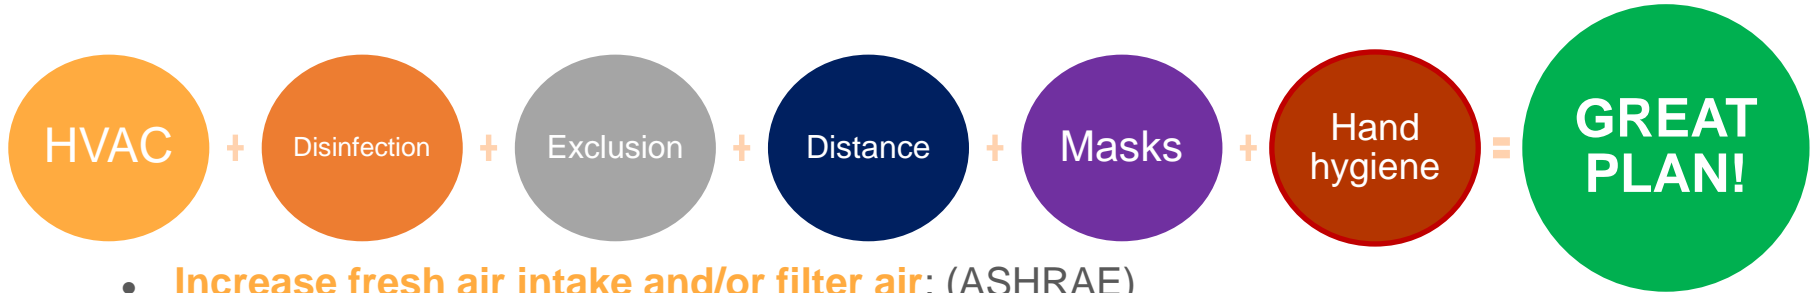 HVAC + Disinfection + Exclusion + Distance + Masks + Hand hygiene = GREAT PLAN!
• Increase fresh air intake and/or filter air: (ASHRAE)